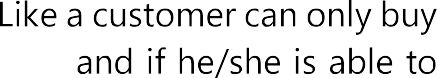 Like a customer can only buy
and if he/she is able to